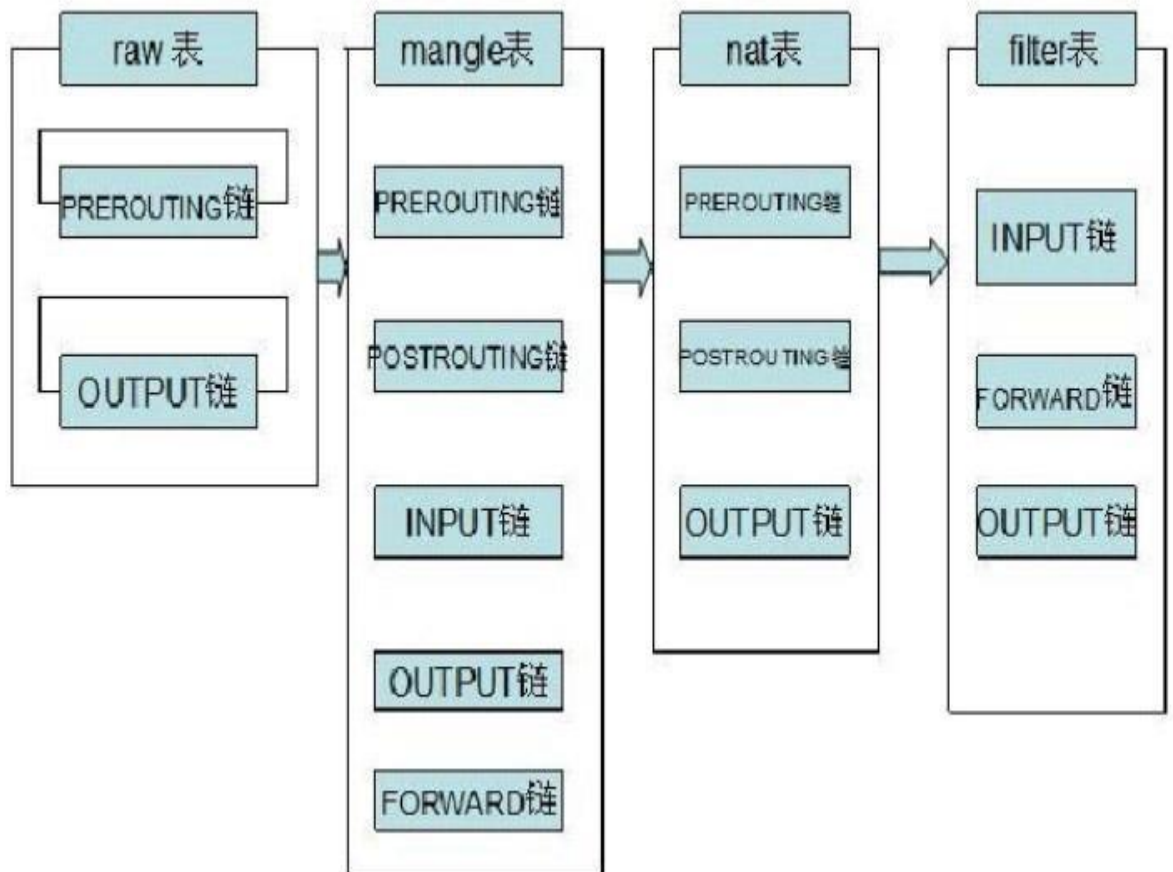 raw 表
PREROUTING链
OUTPUT链
mangle表
PREROUTING链
POSTROUTING链
INPUT链
OUTPUT链
FORWARD链
nat表
PREROUTING链
POSTROUTING链
OUTPUT链
filter表
INPUT链
FORWARD链
OUTPUT链